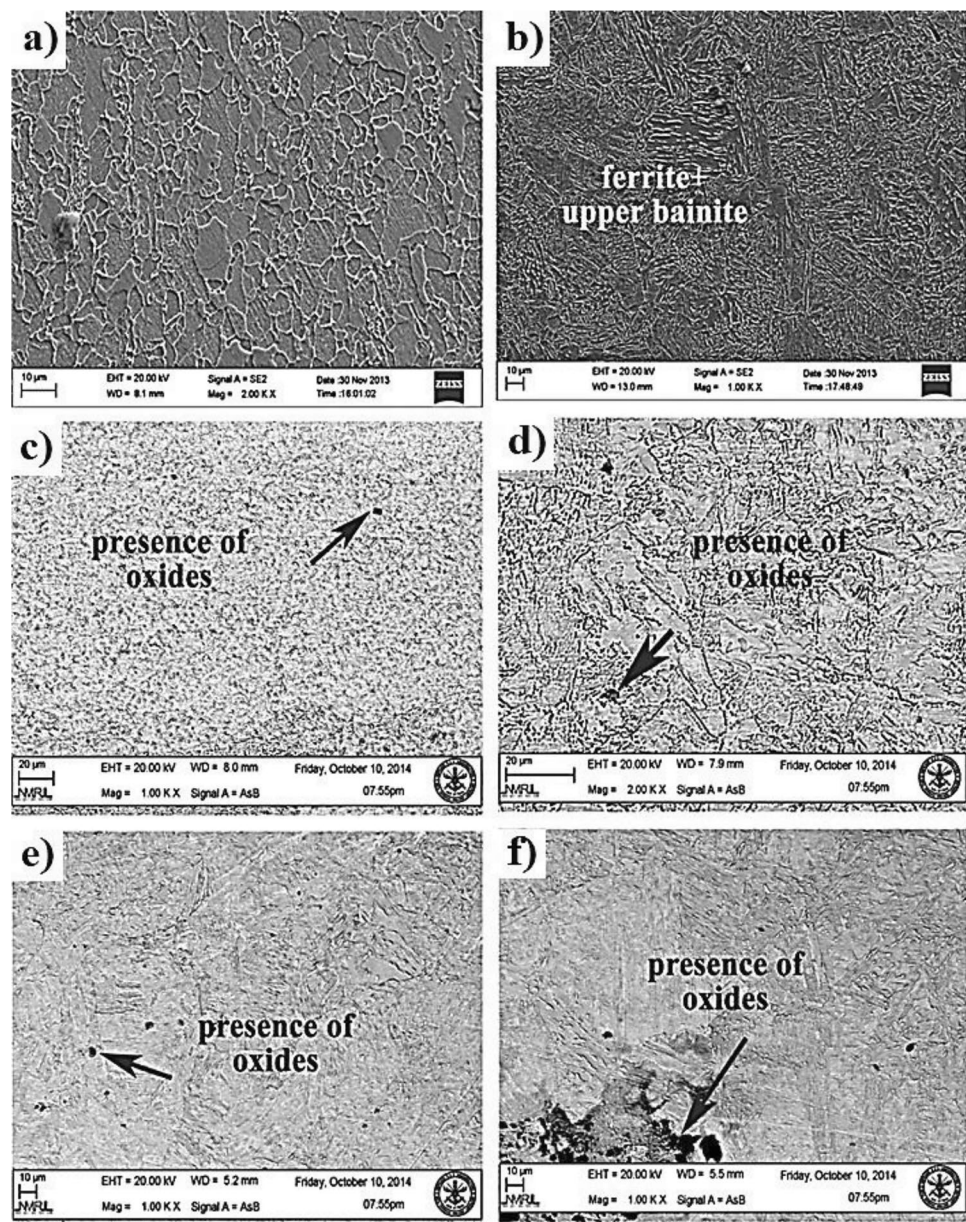 a)
10 µm
EHT = 20.00 kV
Signal A = SE2
Date :30 Nov 2013
WD = 9.1 mm
Mag = 2.00 K X
Time :16:01:02
ZEISS
b)
ferrite+
upper bainite
10 µm
EHT = 20.00 kV
Signal A = SE2
Date :30 Nov 2013
WD = 13.0 mm
Mag = 1.00 K X
Time :17:48:49
ZEISS
c)
presence of
oxides
20 µm
EHT = 20.00 kV
WD = 8.0 mm
Friday, October 10, 2014
NMRL
Mag = 1.00 K X
Signal A = AsB
07:55pm
d)
presence of
oxides
20 µm
EHT = 20.00 kV
WD = 7.9 mm
Friday, October 10, 2014
Mag = 2.00 K X
Signal A = AsB
07:55pm
e)
presence of
oxides
10 µm
EHT = 20.00 kV
WD = 5.2 mm
Friday, October 10, 2014
NMRL
Mag = 1.00 K X
Signal A = AsB
07:55pm
f)
presence of
oxides
10 µm
EHT = 20.00 kV
WD = 5.5 mm
Friday, October 10, 2014
NMRL
Mag = 1.00 K X
Signal A = AsB
07:55pm